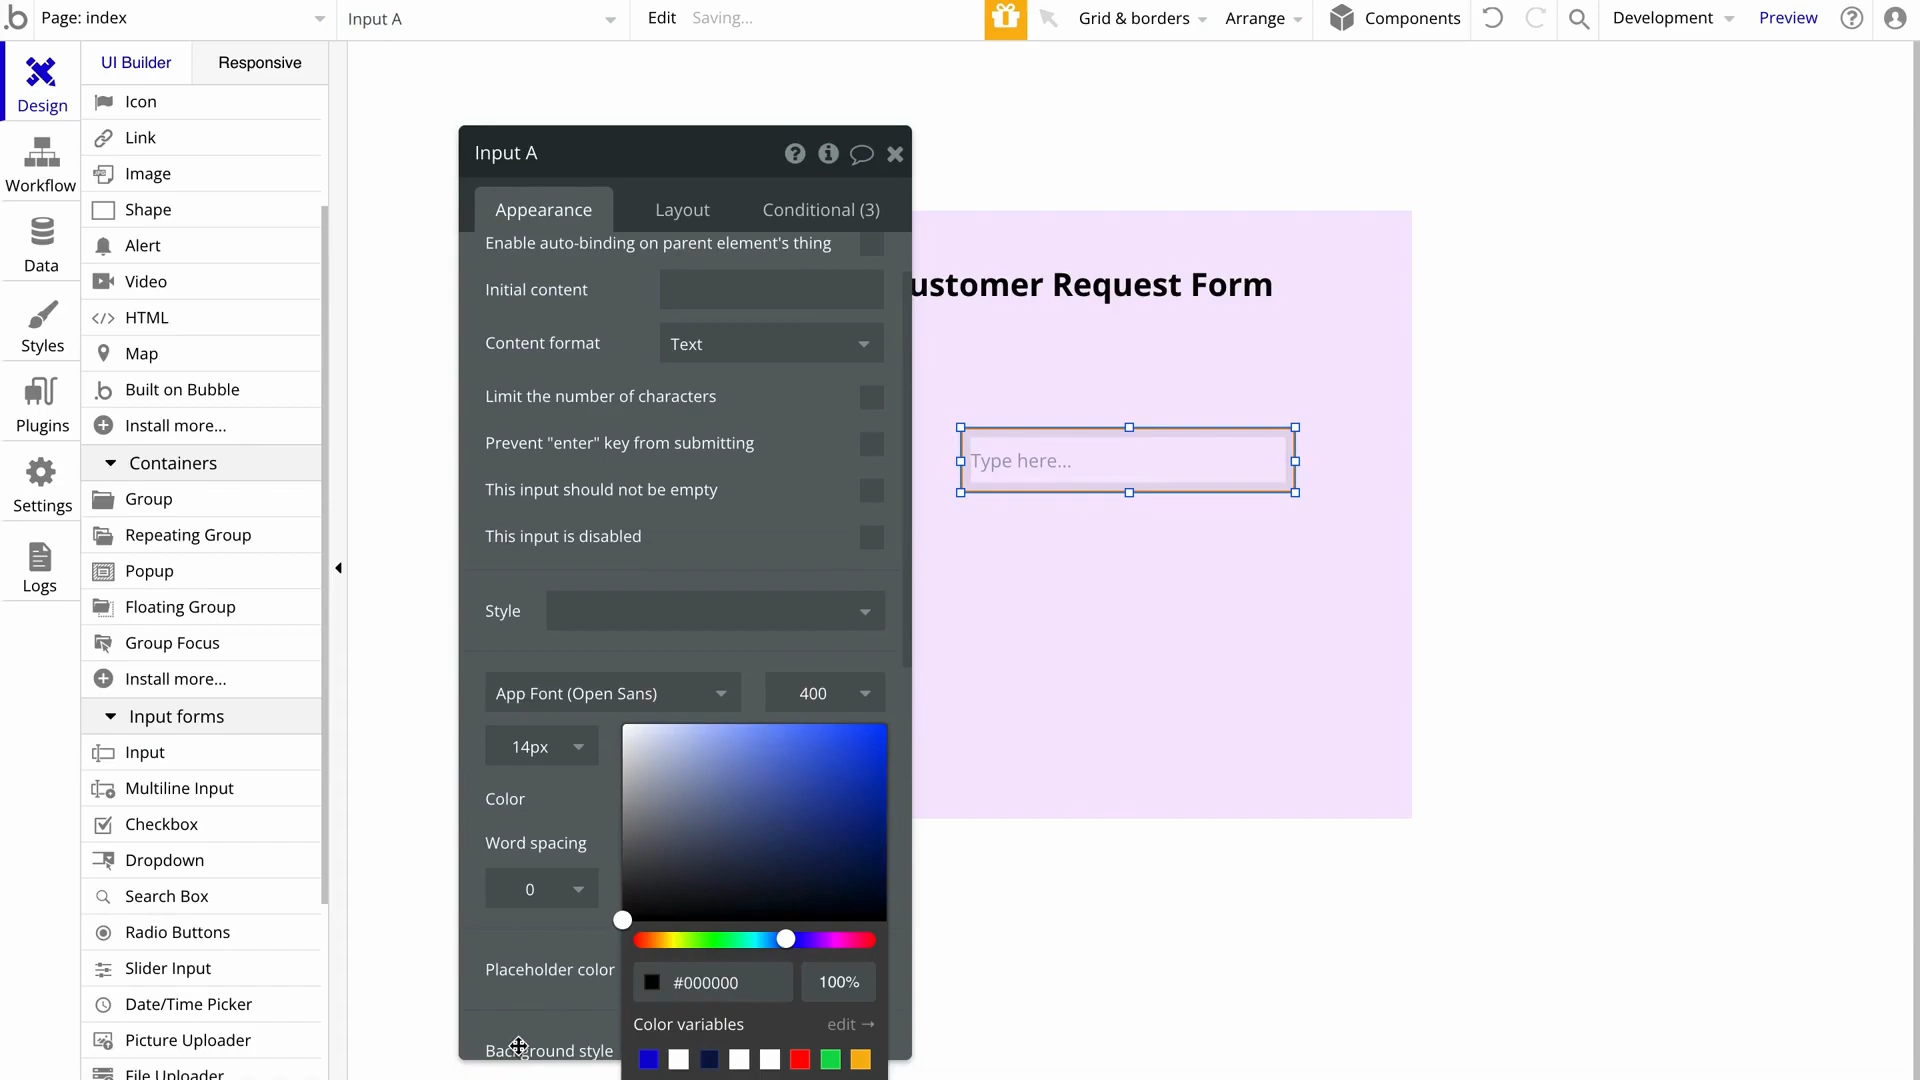 Page: index
Input A
Edit
Saving...
Grid & borders
Arrange
Components
Development
Preview
Design
Workflow
Data
Styles
Plugins
Settings
Logs
UI Builder
Responsive
Icon
Link
Image
Shape
Alert
Video
HTML
Map
Built on Bubble
Install more...
Containers
Group
Repeating Group
Popup
Floating Group
Group Focus
Install more...
Input forms
Input
Multiline Input
Checkbox
Dropdown
Search Box
Radio Buttons
Slider Input
Date/Time Picker
Picture Uploader
File Uploader
Input A
Appearance
Layout
Conditional (3)
Enable auto-binding on parent element's thing
Initial content
Content format
Text
Limit the number of characters
Prevent "enter" key from submitting
This input should not be empty
This input is disabled
Style
App Font (Open Sans)
400
14px
Color
Word spacing
0
Placeholder color
#000000
100%
Color variables
edit →
Background style
ustomer Request Form
Type here...